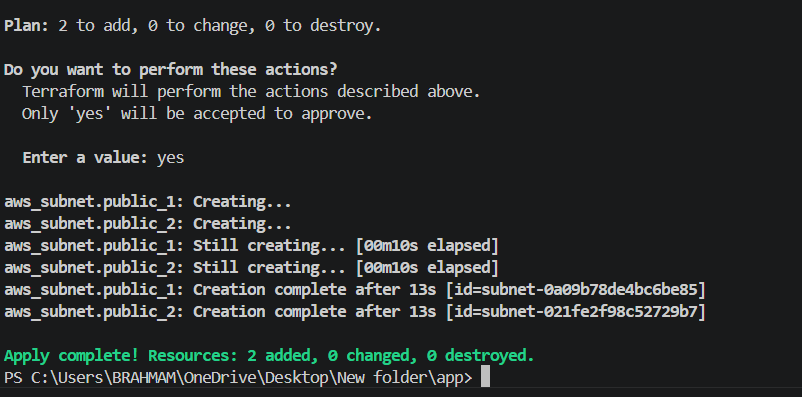 Plan: 2 to add, 0 to change, 0 to destroy.
Do you want to perform these actions?
Terraform will perform the actions described above.
Only 'yes' will be accepted to approve.
Enter a value: yes
aws_subnet.public_1: Creating...
aws_subnet.public_2: Creating...
aws_subnet.public_1: Still creating... [00m10s elapsed]
aws_subnet.public_2: Still creating... [00m10s elapsed]
aws_subnet.public_1: Creation complete after 13s [id=subnet-0a09b78de4bc6be85]
aws_subnet.public_2: Creation complete after 13s [id=subnet-021fe2f98c52729b7]
Apply complete! Resources: 2 added, 0 changed, 0 destroyed.
PS C:\Users\BRAHMAM\OneDrive\Desktop\New folder\app>